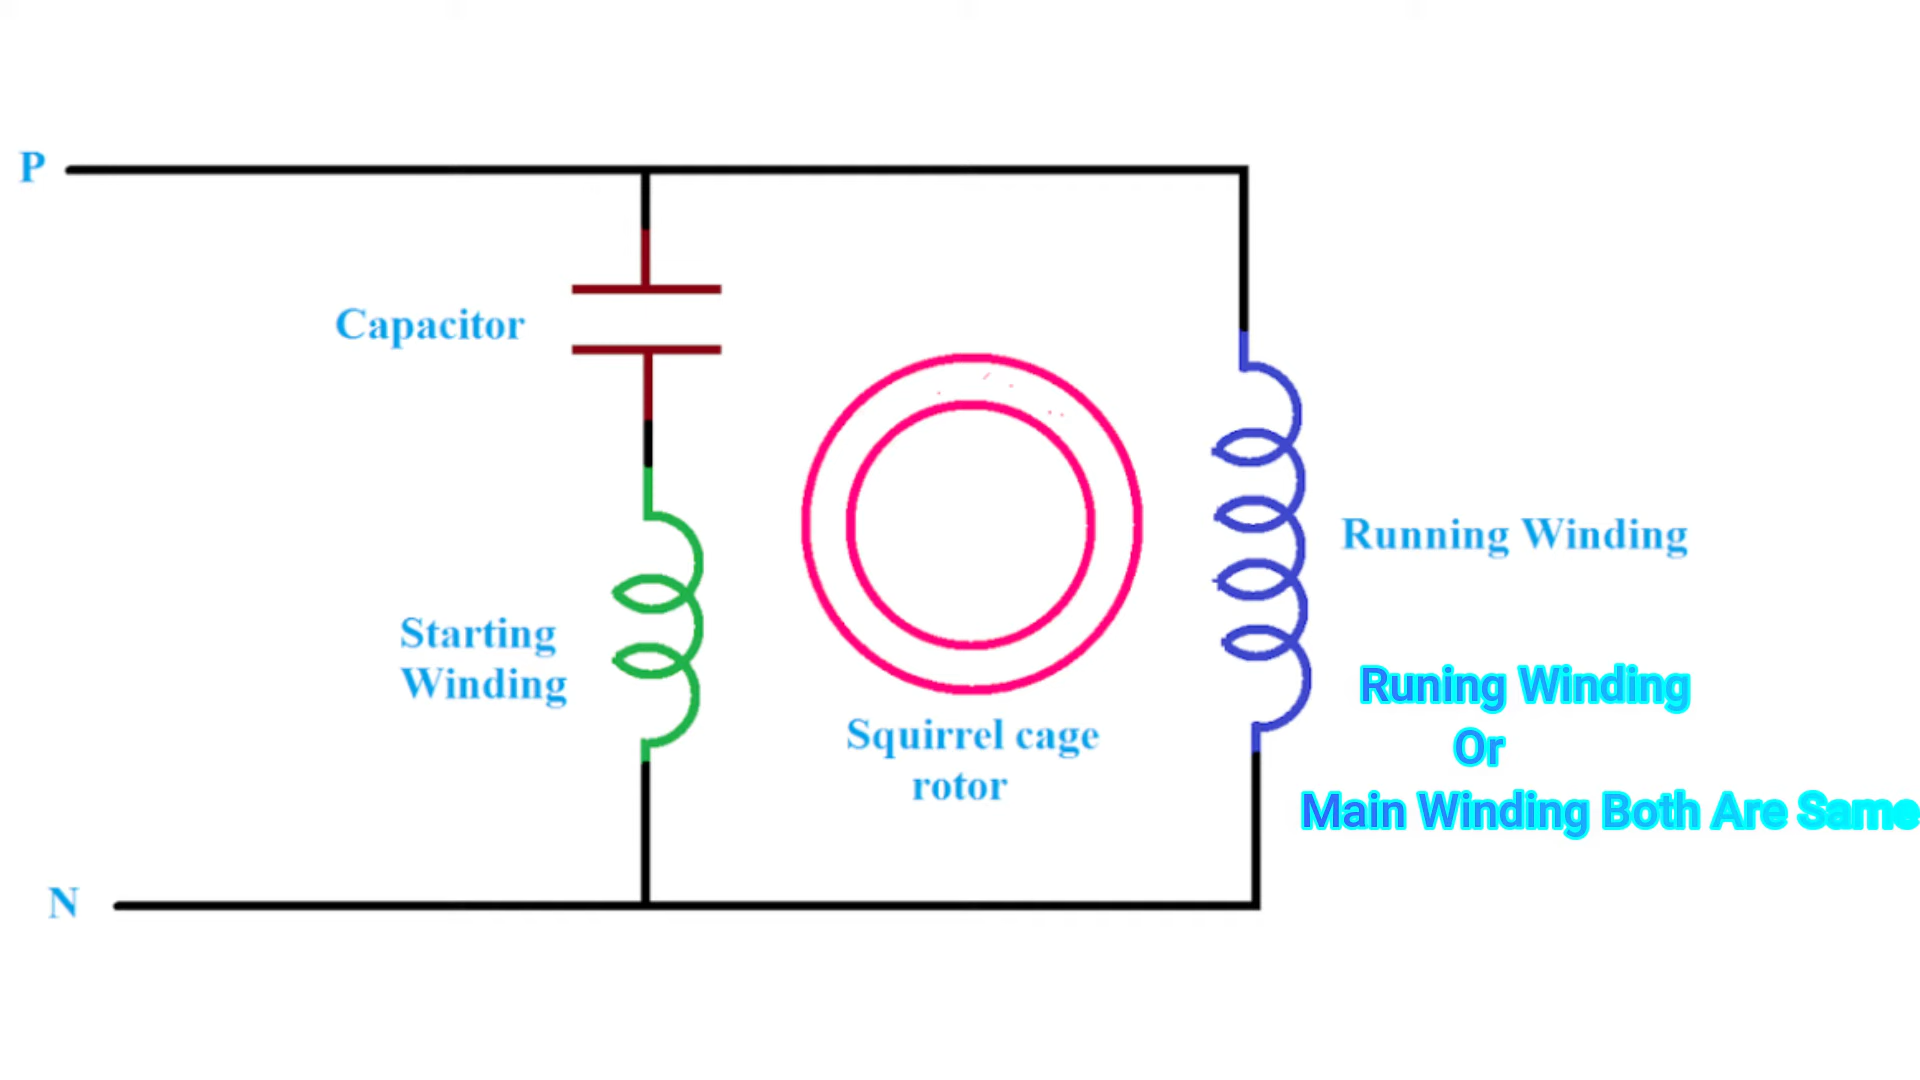 P
Capacitor
Running Winding
Starting
Winding
Runing Winding
Squirrel cage
rotor
Or
Main Winding Both Are Same
N